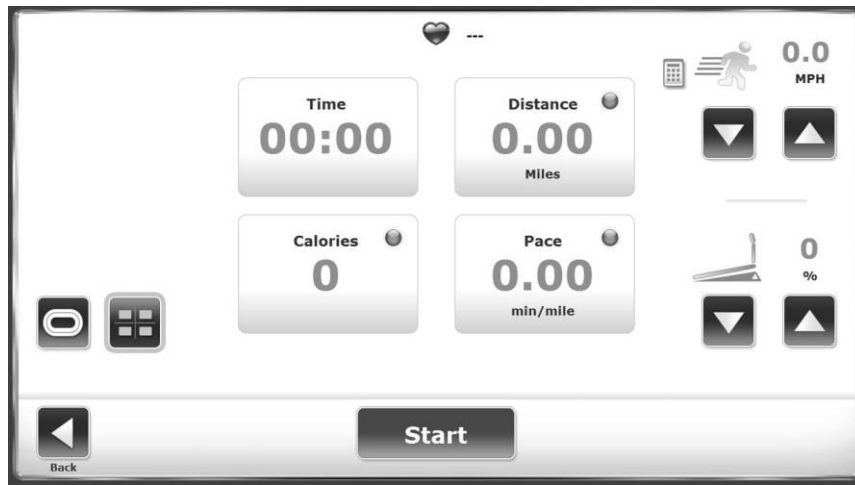 ---
0.0
MPH
Time
00:00
Distance
0.00
Miles
Calories
0
Pace
0.00
min/mile
0
%
Start
Back